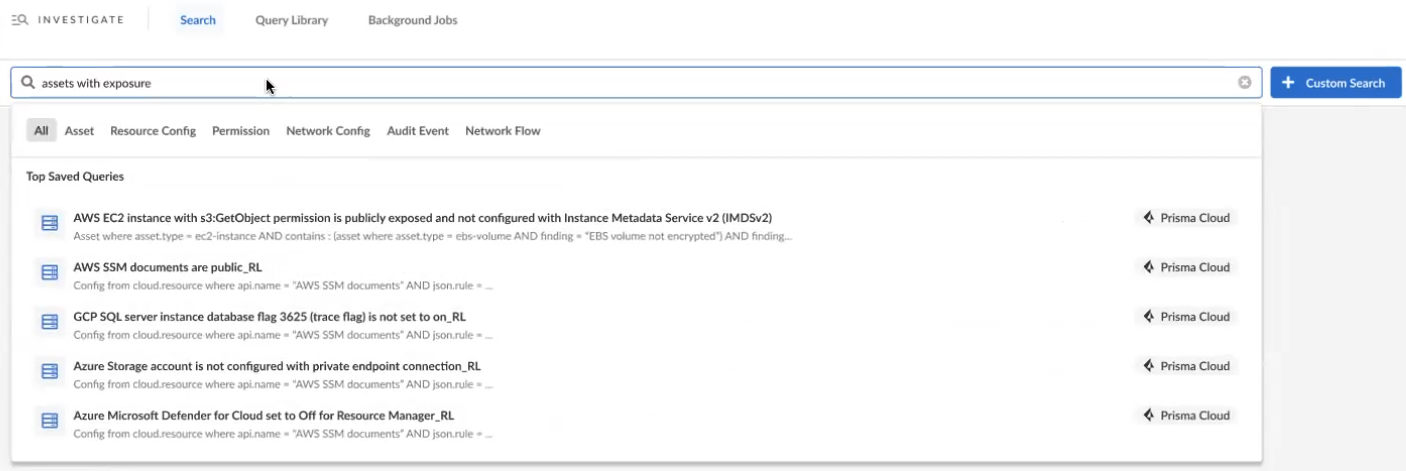 INVESTIGATE Search Query Library Background Jobs
assets with exposure + Custom Search
All Asset Resource Config Permission Network Config Audit Event Network Flow
Top Saved Queries
AWS EC2 instance with s3:GetObject permission is publicly exposed and not configured with Instance Metadata Service v2 (IMDSv2) Prisma Cloud
Asset where asset.type = ec2-instance AND contains : (asset where asset.type = ebs-volume AND finding = “EBS volume not encrypted”) AND finding...
AWS SSM documents are public_RL Prisma Cloud
Config from cloud.resource where api.name = “AWS SSM documents” AND json.rule = ...
GCP SQL server instance database flag 3625 (trace flag) is not set to on_RL Prisma Cloud
Config from cloud.resource where api.name = “AWS SSM documents” AND json.rule = ...
Azure Storage account is not configured with private endpoint connection_RL Prisma Cloud
Config from cloud.resource where api.name = “AWS SSM documents” AND json.rule = ...
Azure Microsoft Defender for Cloud set to Off for Resource Manager_RL Prisma Cloud
Config from cloud.resource where api.name = “AWS SSM documents” AND json.rule = ...